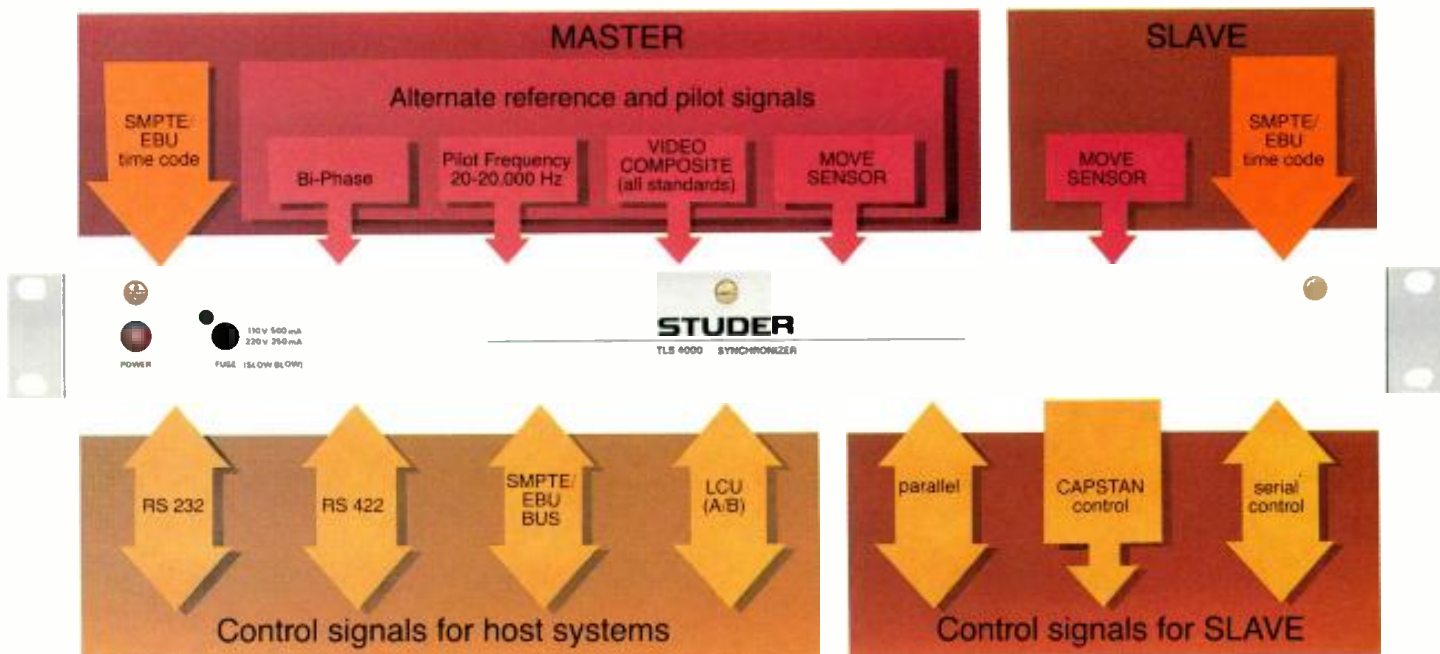 MASTER
SMPTE/
EBU
time code
Alternate reference and pilot signals
Bi-Phase
Pilot Frequency
20-20.000 Hz
VIDEO
COMPOSITE
(all standards)
MOVE
SENSOR
SLAVE
MOVE
SENSOR
SMPTE/
EBU
time code
POWER
110 V 500 mA
220 V 250 mA
FUSE (SLOW BLOW)
STUDER
TLS 4000 SYNCHRONIZER
RS 232
RS 422
SMPTE/
EBU
BUS
LCU
(A/B)
Control signals for host systems
parallel
CAPSTAN
control
serial
control
Control signals for SLAVE